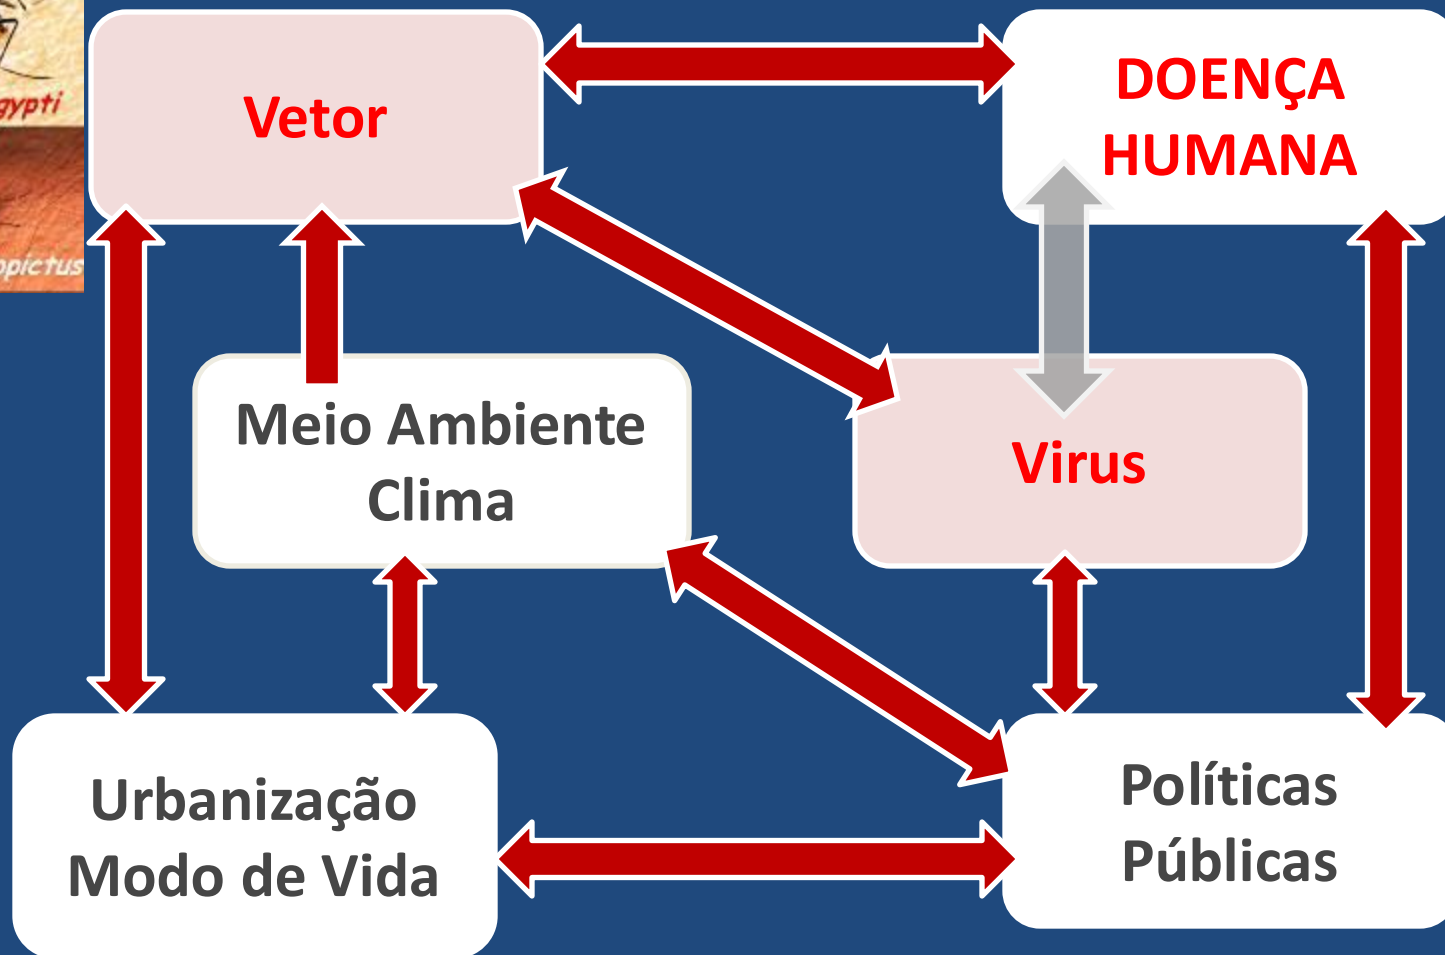 Vetor
DOENÇA
HUMANA
Meio Ambiente
Clima
Virus
Urbanização
Modo de Vida
Políticas
Públicas